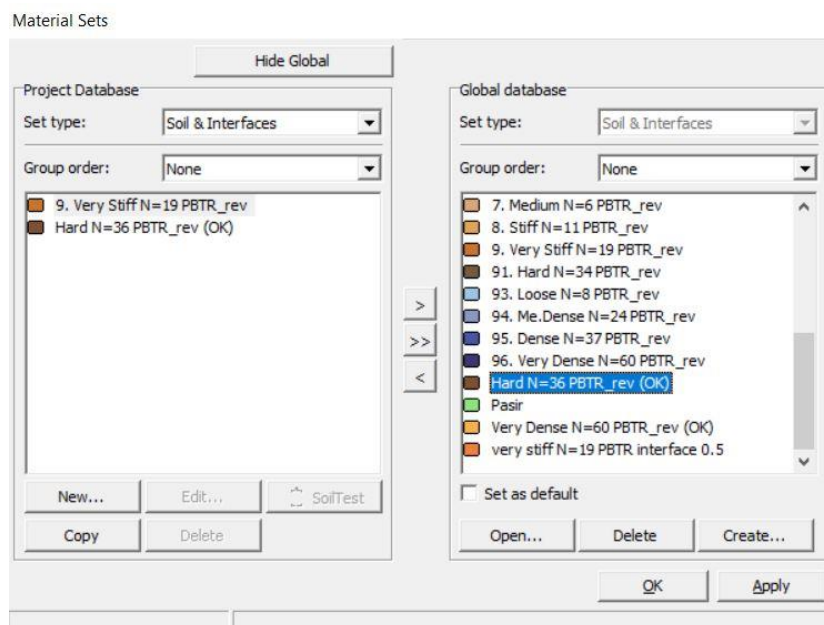 Material Sets
Hide Global
Project Database
Set type:
Soil & Interfaces
Group order:
None
9. Very Stiff N=19 PBTR_rev
Hard N=36 PBTR_rev (OK)
New...
Edit...
SoilTest
Copy
Delete
>
>>
<
Global database
Set type:
Soil & Interfaces
Group order:
None
7. Medium N=6 PBTR_rev
8. Stiff N=11 PBTR_rev
9. Very Stiff N=19 PBTR_rev
91. Hard N=34 PBTR_rev
93. Loose N=8 PBTR_rev
94. Me.Dense N=24 PBTR_rev
95. Dense N=37 PBTR_rev
96. Very Dense N=60 PBTR_rev
Hard N=36 PBTR_rev (OK)
Pasir
Very Dense N=60 PBTR_rev (OK)
very stiff N=19 PBTR interface 0.5
Set as default
Open...
Delete
Create...
OK
Apply